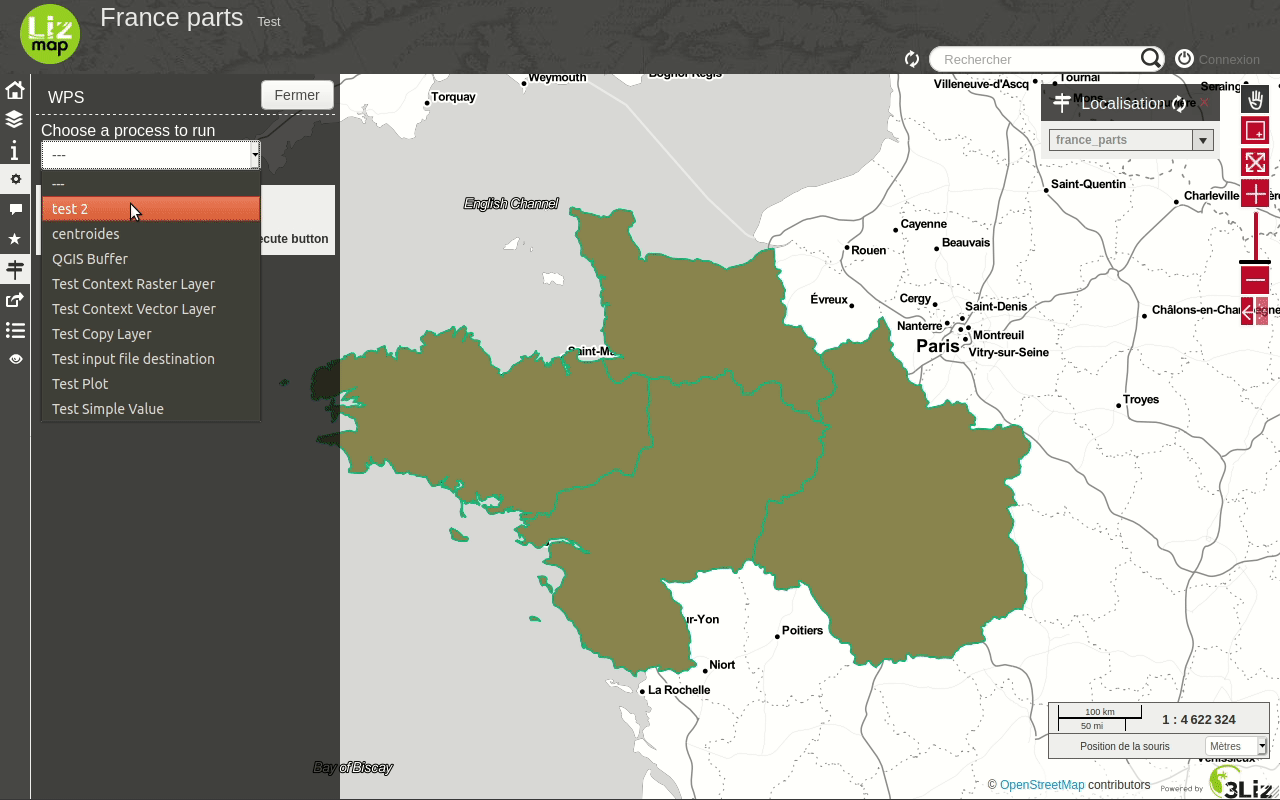 Liz
map
France parts Test
Rechercher
Connexion
WPS
Fermer
Choose a process to run
---
---
test 2
centroides
QGIS Buffer
Test Context Raster Layer
Test Context Vector Layer
Test Copy Layer
Test input file destination
Test Plot
Test Simple Value
ecute button
Localisation
france_parts
Weymouth
Bognor Regis
Torquay
Villeneuve-d'Ascq
Tournai
Mons
Seraing
English Channel
Saint-Quentin
Charleville
Cayenne
Beauvais
Rouen
Évreux
Cergy
Saint-Denis
Nanterre
Montreuil
Paris
Vitry-sur-Seine
Châlons-en-Cha
gne
Saint-Ma
Troyes
ur-Yon
Poitiers
Niort
La Rochelle
Bay of Biscay
100 km
50 mi
1 : 4 622 324
Position de la souris
Mètres
Vénissieux
© OpenStreetMap contributors
Powered by
3Liz